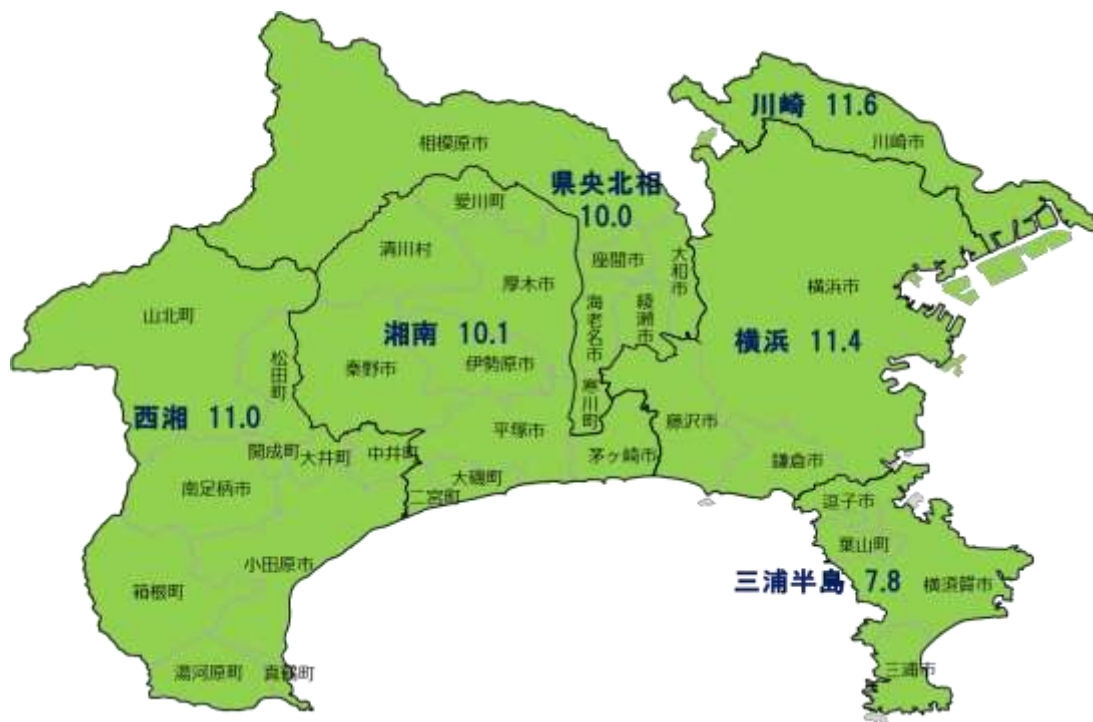 川崎 11.6
川崎市
相模原市
県央北相
10.0
愛川町
清川村
座間市
大和市
厚木市
横浜市
海老名市
綾瀬市
山北町
湘南 10.1
横浜 11.4
松田町
秦野市
伊勢原市
寒川町
西湘 11.0
藤沢市
平塚市
開成町
大井町
中井町
茅ヶ崎市
鎌倉市
大磯町
南足柄市
二宮町
逗子市
葉山町
小田原市
三浦半島 7.8
横須賀市
箱根町
湯河原町
真鶴町
三浦市